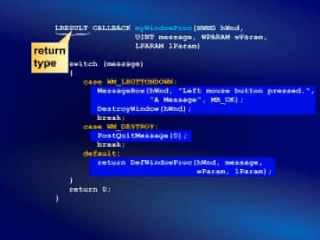 LRESULT CALLBACK myWindowProc(HWND hWnd,
UINT message, WPARAM wParam,
LPARAM lParam)
{
return
type
switch (message)
{
case WM_LBUTTONDOWN:
MessageBox(hWnd, "Left mouse button pressed.",
"A Message", MB_OK);
DestroyWindow(hWnd);
break;
case WM_DESTROY:
PostQuitMessage(0);
break;
default:
return DefWindowProc(hWnd, message,
wParam, lParam);
}
return 0;
}